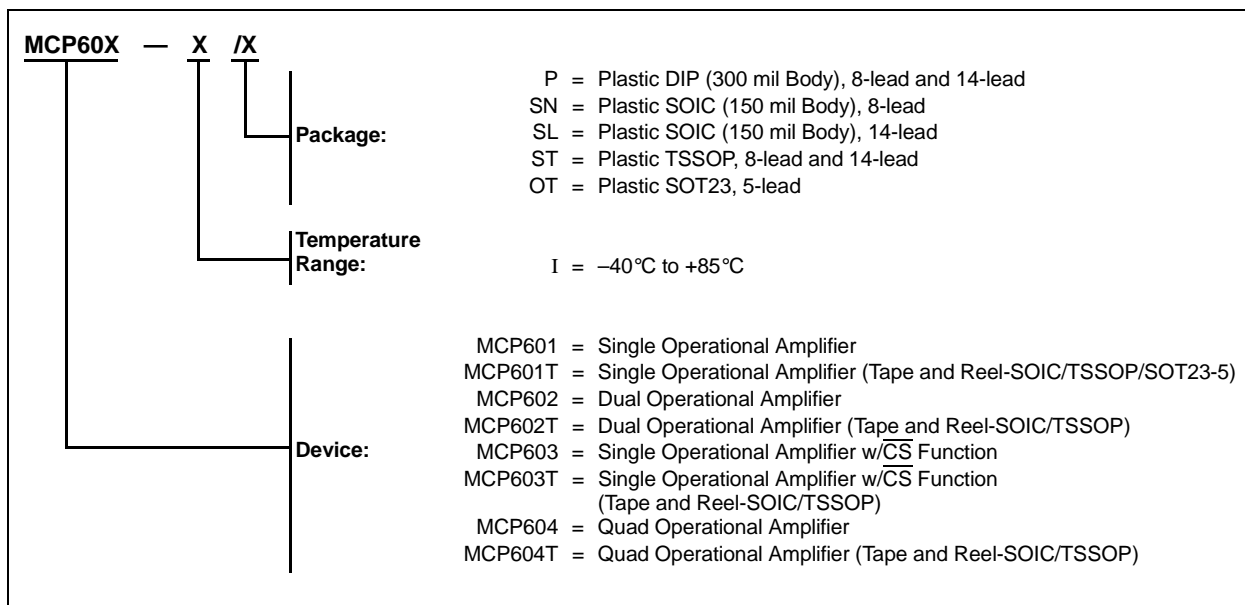 MCP60X — X /X
Package:
P = Plastic DIP (300 mil Body), 8-lead and 14-lead
SN = Plastic SOIC (150 mil Body), 8-lead
SL = Plastic SOIC (150 mil Body), 14-lead
ST = Plastic TSSOP, 8-lead and 14-lead
OT = Plastic SOT23, 5-lead
Temperature
Range:
I = –40°C to +85°C
Device:
MCP601 = Single Operational Amplifier
MCP601T = Single Operational Amplifier (Tape and Reel-SOIC/TSSOP/SOT23-5)
MCP602 = Dual Operational Amplifier
MCP602T = Dual Operational Amplifier (Tape and Reel-SOIC/TSSOP)
MCP603 = Single Operational Amplifier w/C̅S̅ Function
MCP603T = Single Operational Amplifier w/C̅S̅ Function
(Tape and Reel-SOIC/TSSOP)
MCP604 = Quad Operational Amplifier
MCP604T = Quad Operational Amplifier (Tape and Reel-SOIC/TSSOP)